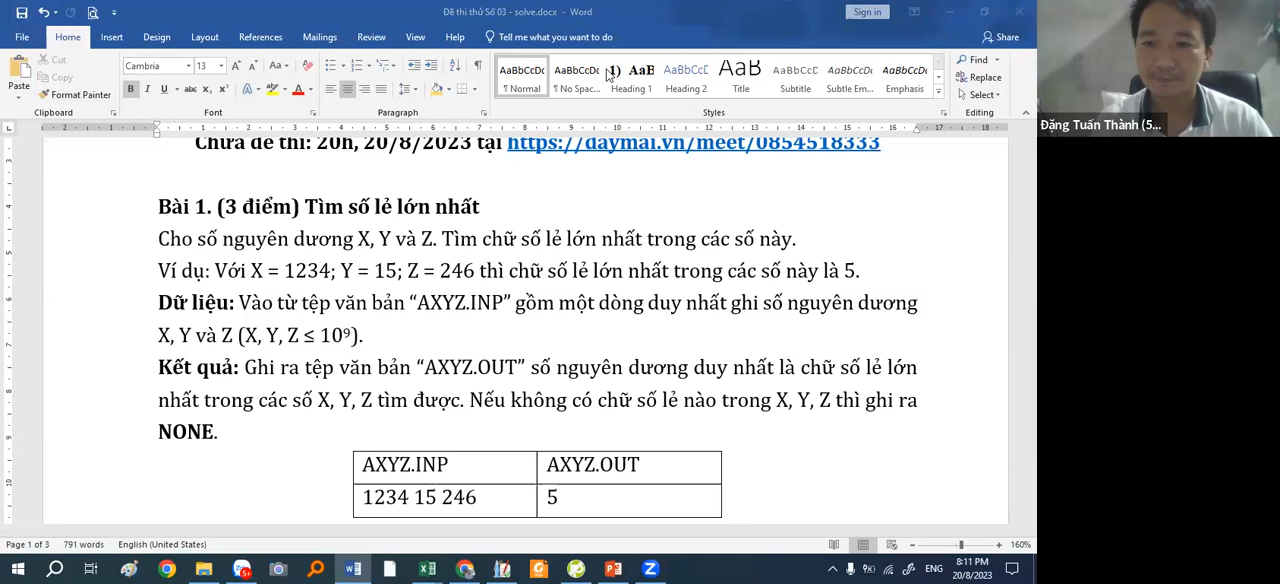 Đề thi thử Số 03 - solve.docx - Word
Sign in
File Home Insert Design Layout References Mailings Review View Help Tell me what you want to do Share
Cut
Copy
Paste
Format Painter
Cambria 13
AaBbCcDc AaBbCcDc 1) AaB AaBbCcD AaB AaBbCcD AaBbCcDc AaBbCcDc
¶ Normal ¶ No Spac... Heading 1 Heading 2 Title Subtitle Subtle Em... Emphasis
Find
Replace
Select
Clipboard Font Paragraph Styles Editing
Đặng Tuấn Thành (5...
Chữa đề thi: 20h, 20/8/2023 tại https://daymai.vn/meet/0854518333
Bài 1. (3 điểm) Tìm số lẻ lớn nhất
Cho số nguyên dương X, Y và Z. Tìm chữ số lẻ lớn nhất trong các số này.
Ví dụ: Với X = 1234; Y = 15; Z = 246 thì chữ số lẻ lớn nhất trong các số này là 5.
Dữ liệu: Vào từ tệp văn bản “AXYZ.INP” gồm một dòng duy nhất ghi số nguyên dương
X, Y và Z (X, Y, Z ≤ 10⁹).
Kết quả: Ghi ra tệp văn bản “AXYZ.OUT” số nguyên dương duy nhất là chữ số lẻ lớn
nhất trong các số X, Y, Z tìm được. Nếu không có chữ số lẻ nào trong X, Y, Z thì ghi ra
NONE.
AXYZ.INP AXYZ.OUT
1234 15 246 5
Page 1 of 3 791 words English (United States) 160%
ENG
8:11 PM
20/8/2023